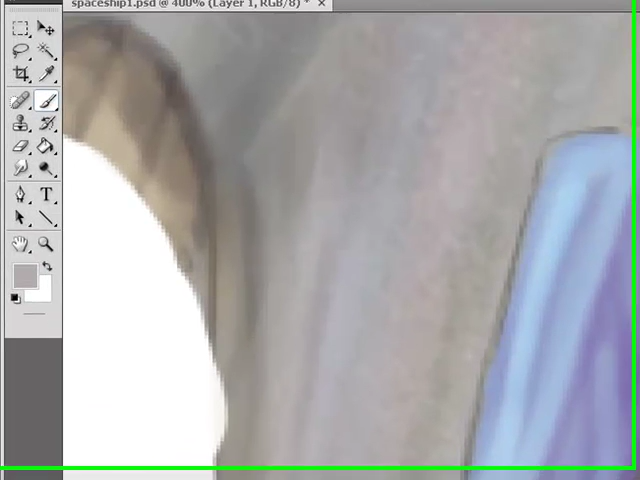 spaceship1.psd @ 400% (Layer 1, RGB/8) * ×
T